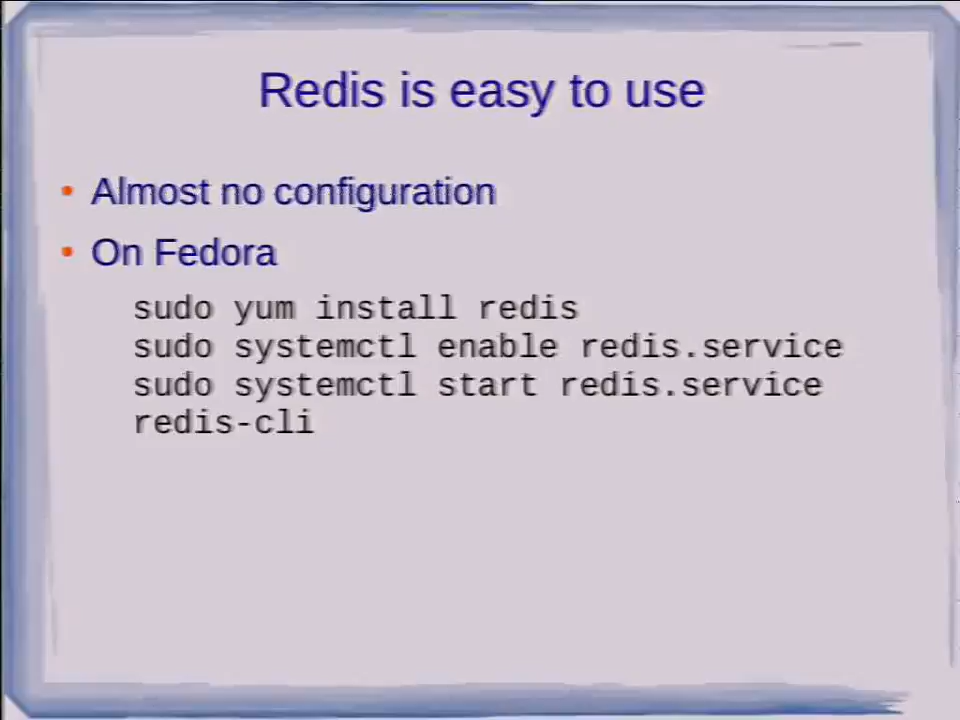 Redis is easy to use
• Almost no configuration
• On Fedora
sudo yum install redis
sudo systemctl enable redis.service
sudo systemctl start redis.service
redis-cli